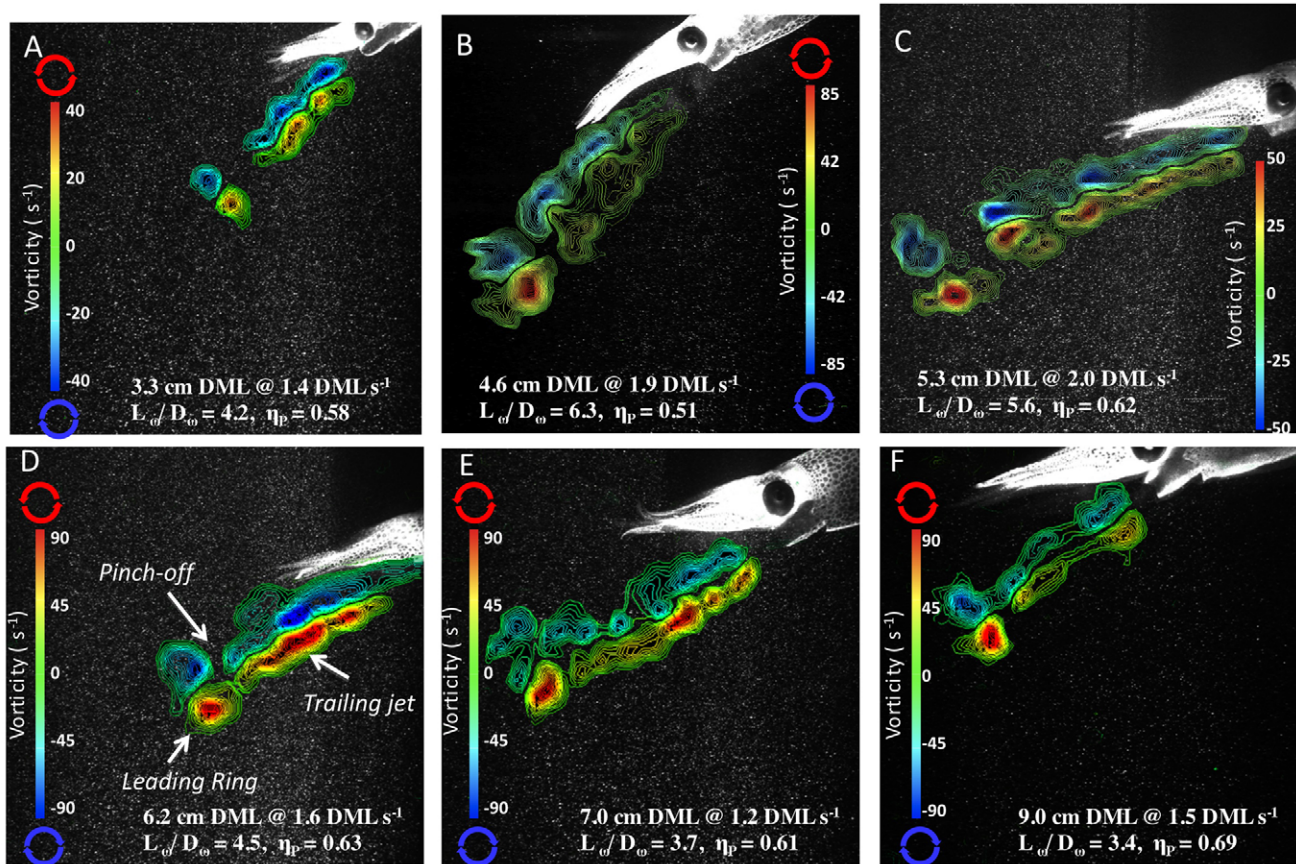 A
Vorticity ( s⁻¹)
40
20
0
-20
-40
3.3 cm DML @ 1.4 DML s⁻¹
L ω/ Dω = 4.2, ηP = 0.58
B
85
42
0
-42
-85
Vorticity ( s⁻¹)
4.6 cm DML @ 1.9 DML s⁻¹
L ω/ Dω = 6.3, ηP = 0.51
C
50
25
0
-25
-50
Vorticity ( s⁻¹)
5.3 cm DML @ 2.0 DML s⁻¹
L ω/ Dω = 5.6, ηP = 0.62
D
Vorticity ( s⁻¹)
90
45
0
-45
-90
Pinch-off
Trailing jet
Leading Ring
6.2 cm DML @ 1.6 DML s⁻¹
L ω/ Dω = 4.5, ηP = 0.63
E
Vorticity ( s⁻¹)
90
45
0
-45
-90
7.0 cm DML @ 1.2 DML s⁻¹
L ω/ Dω = 3.7, ηP = 0.61
F
Vorticity ( s⁻¹)
90
45
0
-45
-90
9.0 cm DML @ 1.5 DML s⁻¹
L ω/ Dω = 3.4, ηP = 0.69